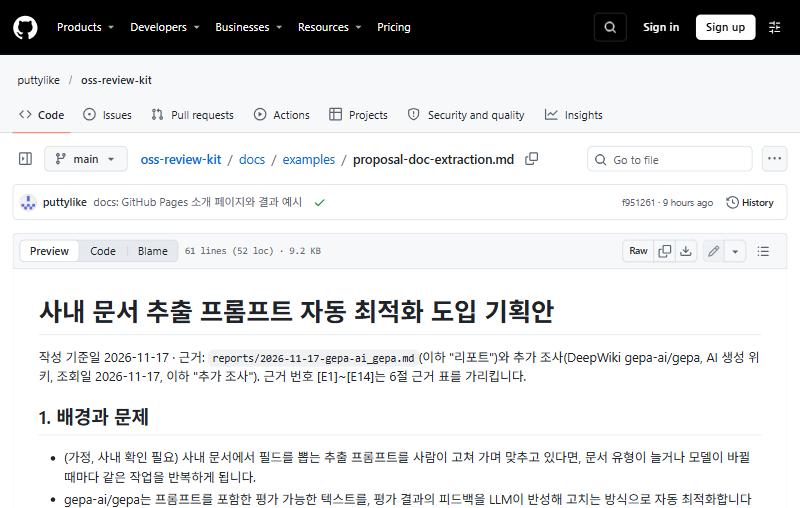 Products Developers Businesses Resources Pricing Sign in Sign up
puttylike / oss-review-kit
Code Issues Pull requests Actions Projects Security and quality Insights
main oss-review-kit / docs / examples / proposal-doc-extraction.md Go to file
puttylike docs: GitHub Pages 소개 페이지와 결과 예시 f951261 · 9 hours ago History
Preview Code Blame 61 lines (52 loc) · 9.2 KB Raw
사내 문서 추출 프롬프트 자동 최적화 도입 기획안
작성 기준일 2026-11-17 · 근거: reports/2026-11-17-gepa-ai_gepa.md (이하 "리포트")와 추가 조사(DeepWiki gepa-ai/gepa, AI 생성 위
키, 조회일 2026-11-17, 이하 "추가 조사"). 근거 번호 [E1]~[E14]는 6절 근거 표를 가리킵니다.
1. 배경과 문제
(가정, 사내 확인 필요) 사내 문서에서 필드를 뽑는 추출 프롬프트를 사람이 고쳐 가며 맞추고 있다면, 문서 유형이 늘거나 모델이 바뀔
때마다 같은 작업을 반복하게 됩니다.
gepa-ai/gepa는 프롬프트를 포함한 평가 가능한 텍스트를, 평가 결과의 피드백을 LLM이 반성해 고치는 방식으로 자동 최적화합니다